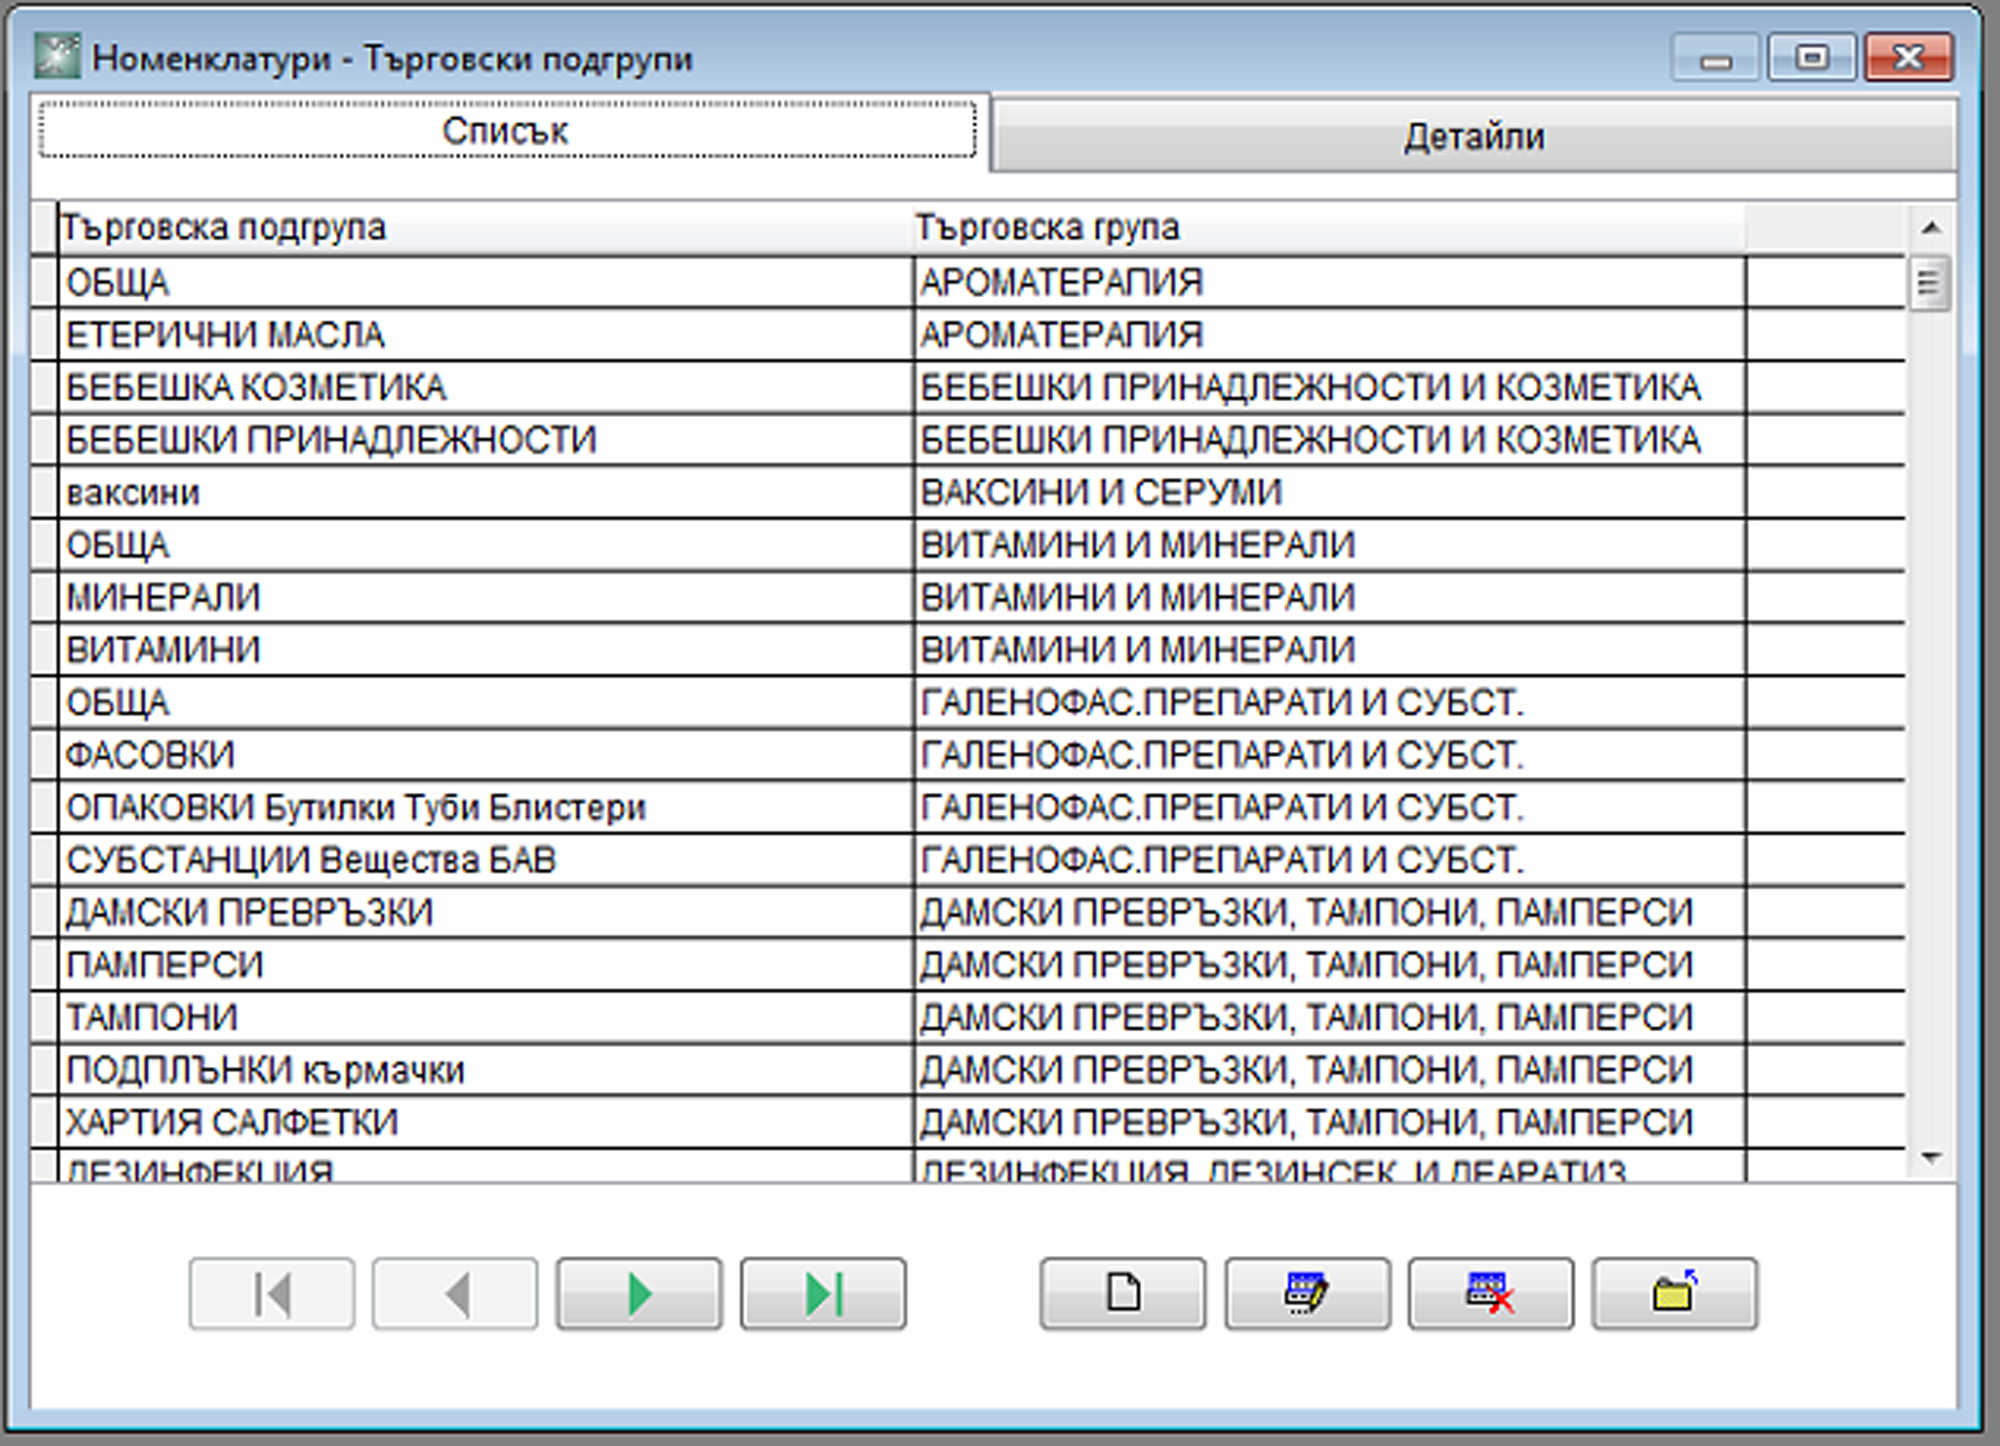 Номенклатури - Търговски подгрупи
Списък Детайли
Търговска подгрупа Търговска група
ОБЩА АРОМАТЕРАПИЯ
ЕТЕРИЧНИ МАСЛА АРОМАТЕРАПИЯ
БЕБЕШКА КОЗМЕТИКА БЕБЕШКИ ПРИНАДЛЕЖНОСТИ И КОЗМЕТИКА
БЕБЕШКИ ПРИНАДЛЕЖНОСТИ БЕБЕШКИ ПРИНАДЛЕЖНОСТИ И КОЗМЕТИКА
ваксини ВАКСИНИ И СЕРУМИ
ОБЩА ВИТАМИНИ И МИНЕРАЛИ
МИНЕРАЛИ ВИТАМИНИ И МИНЕРАЛИ
ВИТАМИНИ ВИТАМИНИ И МИНЕРАЛИ
ОБЩА ГАЛЕНОФАС.ПРЕПАРАТИ И СУБСТ.
ФАСОВКИ ГАЛЕНОФАС.ПРЕПАРАТИ И СУБСТ.
ОПАКОВКИ Бутилки Туби Блистери ГАЛЕНОФАС.ПРЕПАРАТИ И СУБСТ.
СУБСТАНЦИИ Вещества БАВ ГАЛЕНОФАС.ПРЕПАРАТИ И СУБСТ.
ДАМСКИ ПРЕВРЪЗКИ ДАМСКИ ПРЕВРЪЗКИ, ТАМПОНИ, ПАМПЕРСИ
ПАМПЕРСИ ДАМСКИ ПРЕВРЪЗКИ, ТАМПОНИ, ПАМПЕРСИ
ТАМПОНИ ДАМСКИ ПРЕВРЪЗКИ, ТАМПОНИ, ПАМПЕРСИ
ПОДПЛЪНКИ кърмачки ДАМСКИ ПРЕВРЪЗКИ, ТАМПОНИ, ПАМПЕРСИ
ХАРТИЯ САЛФЕТКИ ДАМСКИ ПРЕВРЪЗКИ, ТАМПОНИ, ПАМПЕРСИ
ДЕЗИНФЕКЦИЯ ДЕЗИНФЕКЦИЯ, ДЕЗИНСЕК. И ДЕАРАТИЗ.